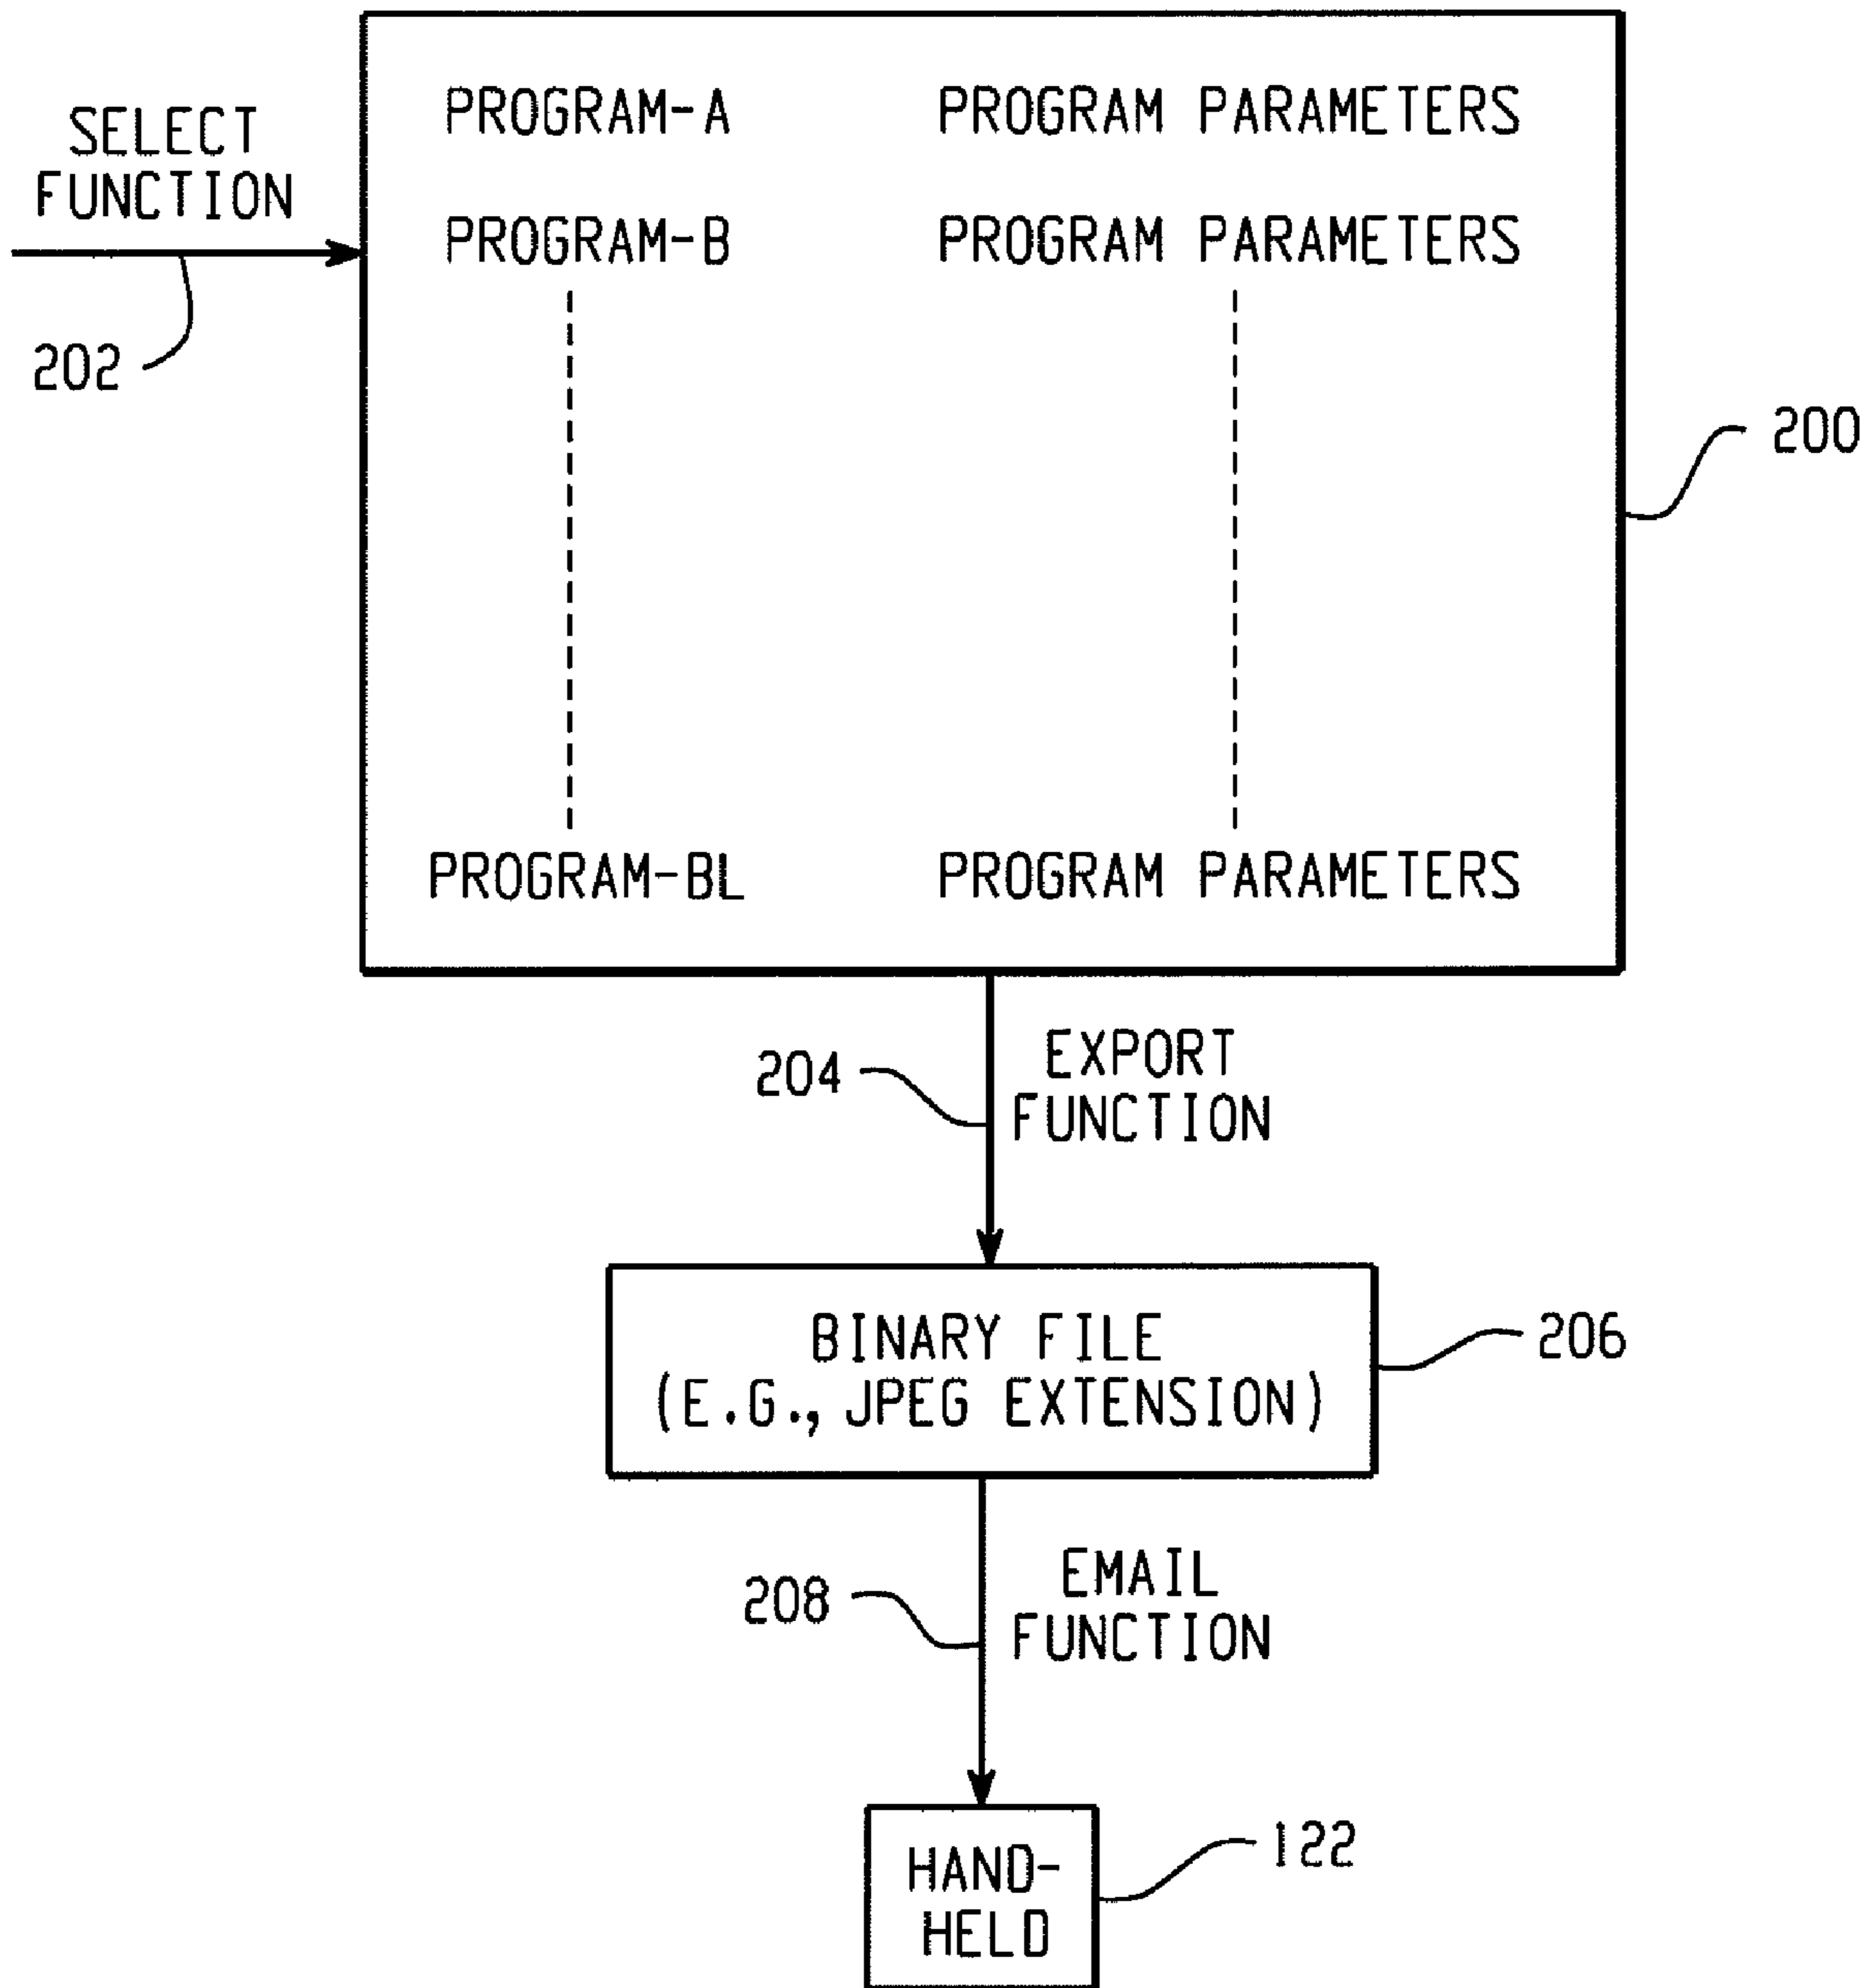 PROGRAM-A PROGRAM PARAMETERS
SELECT
FUNCTION
PROGRAM-B PROGRAM PARAMETERS
202
200
PROGRAM-BL PROGRAM PARAMETERS
204
EXPORT
FUNCTION
BINARY FILE
(E.G., JPEG EXTENSION)
206
208
EMAIL
FUNCTION
HAND-
HELD
122